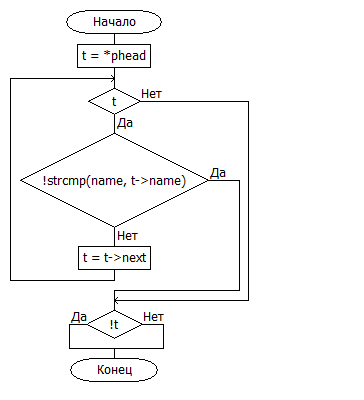 Начало
t = *phead
t
Нет
Да
!strcmp(name, t->name)
Да
Нет
t = t->next
Да
!t
Нет
Конец